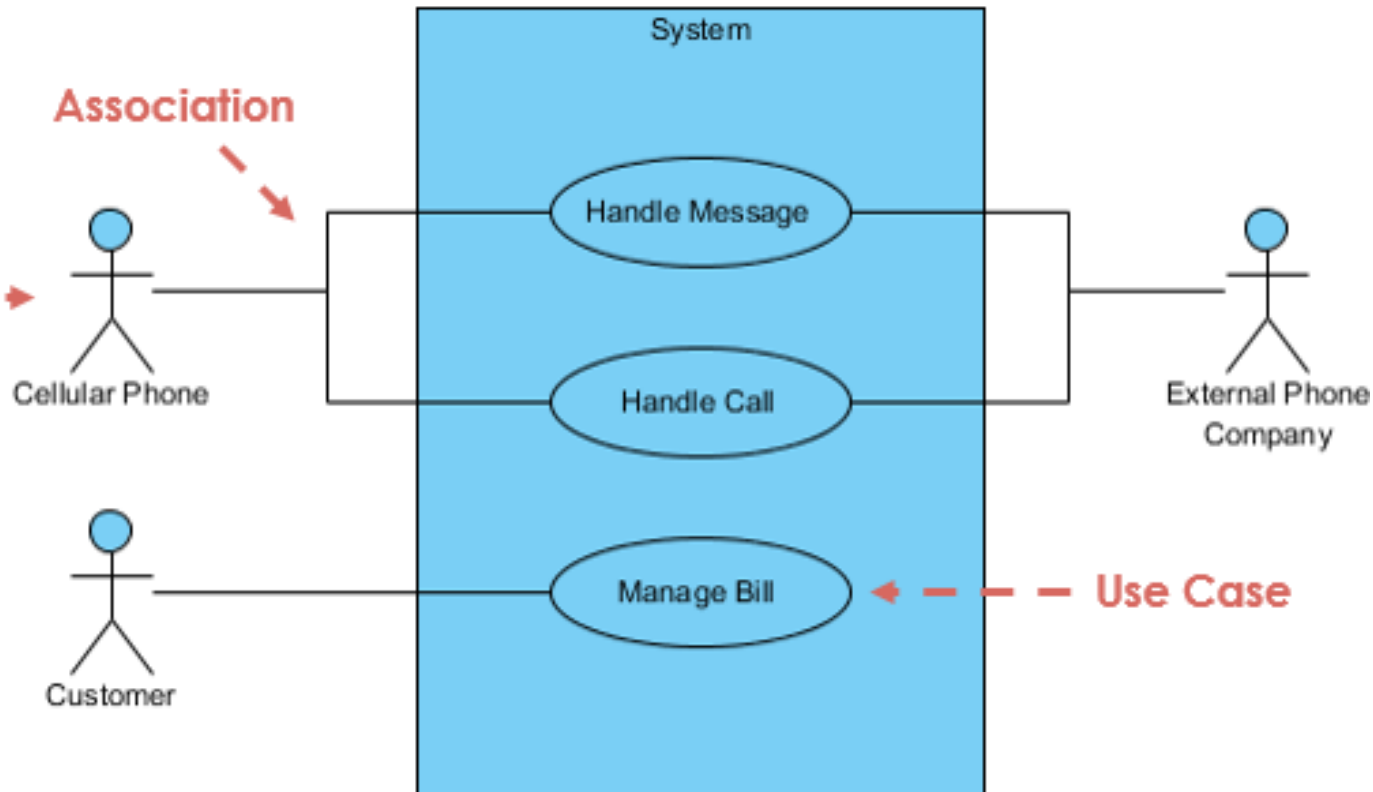 System
Association
Handle Message
Cellular Phone
Handle Call
External Phone
Company
Manage Bill
Use Case
Customer